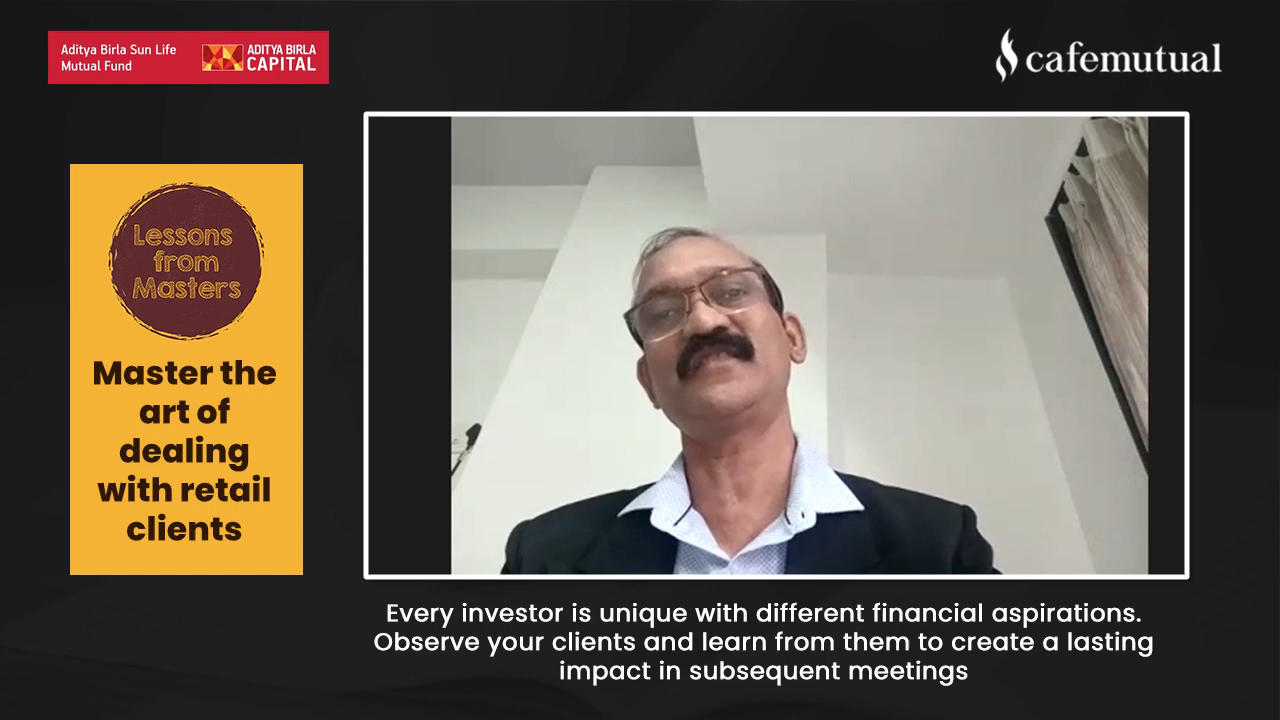 Aditya Birla Sun Life
Mutual Fund
ADITYA BIRLA
CAPITAL
cafemutual
Lessons
from
Masters
Master the
art of
dealing
with retail
clients
Every investor is unique with different financial aspirations.
Observe your clients and learn from them to create a lasting
impact in subsequent meetings